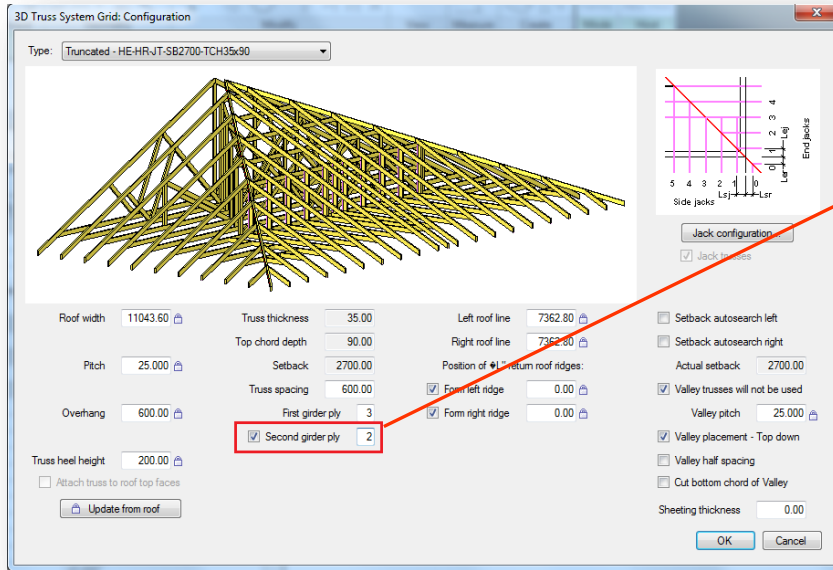 3D Truss System Grid: Configuration
Type: Truncated - HE-HR-JT-SB2700-TCH35x90
5 4 3 2 1 0
Side jacks
Lsj Lsr
0 1 2 3 4
Ler Lej
End jacks
Jack configuration...
Jack trusses
Roof width 11043.60
Pitch 25.000
Overhang 600.00
Truss heel height 200.00
Attach truss to roof top faces
Update from roof
Truss thickness 35.00
Top chord depth 90.00
Setback 2700.00
Truss spacing 600.00
First girder ply 3
Second girder ply 2
Left roof line 7362.80
Right roof line 7362.80
Position of �L" return roof ridges:
Form left ridge 0.00
Form right ridge 0.00
Setback autosearch left
Setback autosearch right
Actual setback 2700.00
Valley trusses will not be used
Valley pitch 25.000
Valley placement - Top down
Valley half spacing
Cut bottom chord of Valley
Sheeting thickness 0.00
OK Cancel